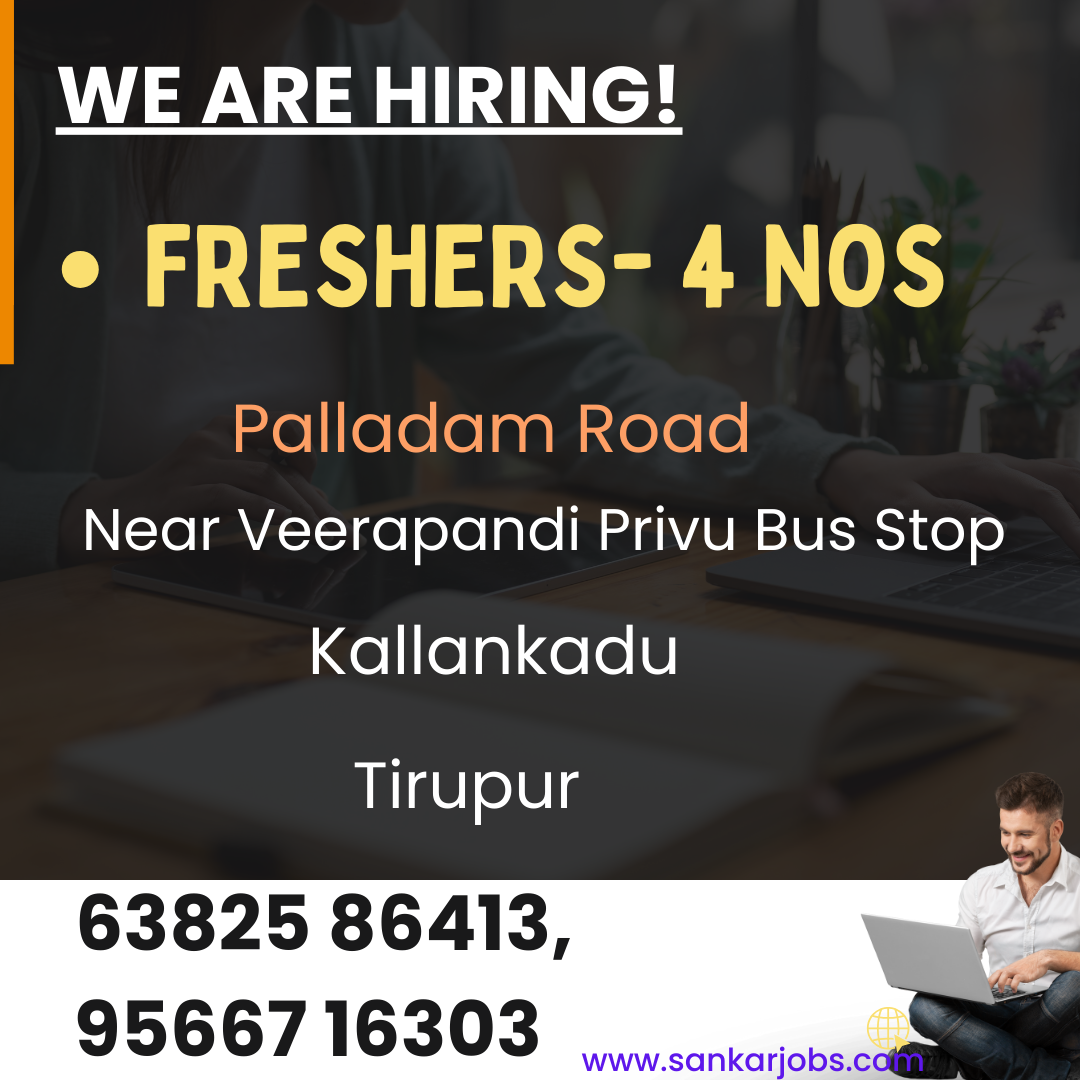 WE ARE HIRING!
• FRESHERS- 4 NOS
Palladam Road
Near Veerapandi Privu Bus Stop
Kallankadu
Tirupur
63825 86413,
95667 16303
www.sankarjobs.com